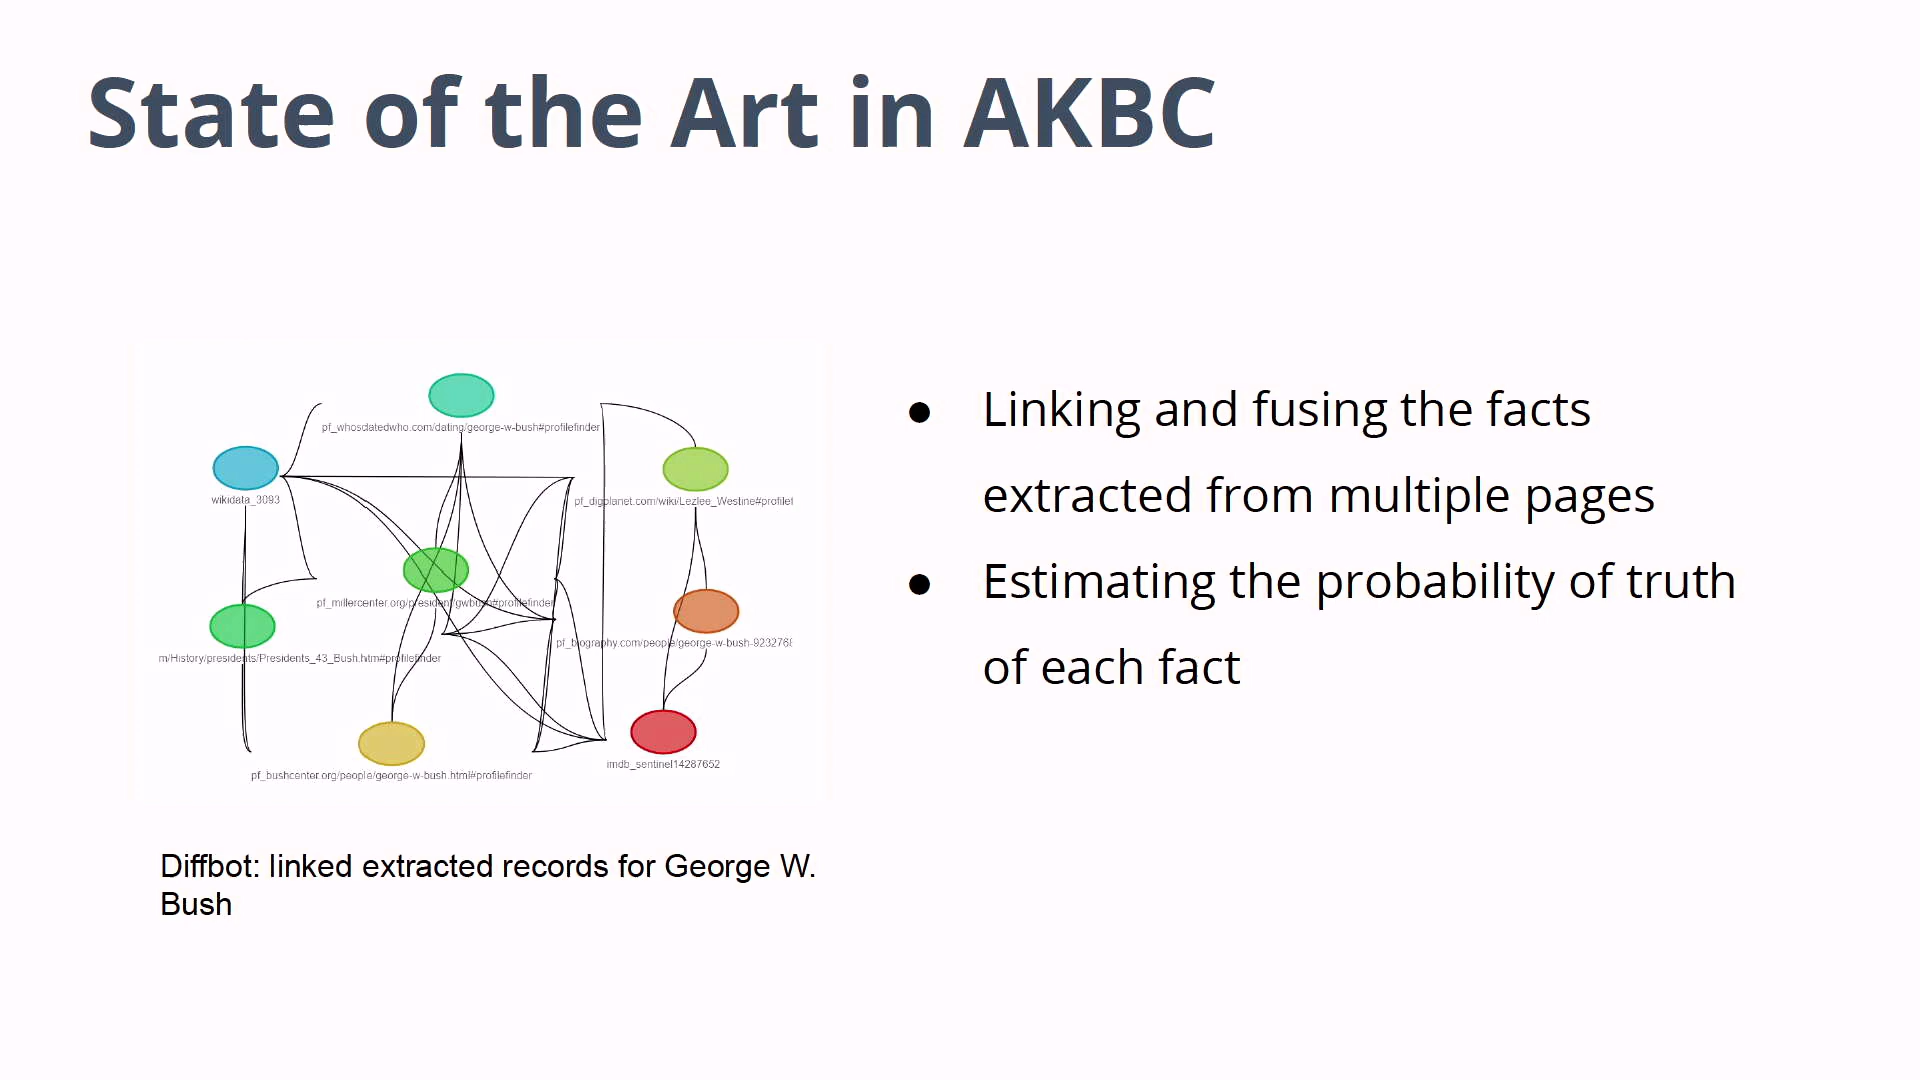 State of the Art in AKBC
pf_whosdatedwho.com/dating/george-w-bush#profilefinder
wikidata_3093
pf_digplanet.com/wiki/Lezlee_Westine#profilef
pf_millercenter.org/president/gwbush#profilefinder
pf_biography.com/people/george-w-bush-9232768
m/History/presidents/Presidents_43_Bush.htm#profilefinder
imdb_sentinel14287652
pf_bushcenter.org/people/george-w-bush.html#profilefinder
Diffbot: linked extracted records for George W.
Bush
● Linking and fusing the facts
extracted from multiple pages
● Estimating the probability of truth
of each fact